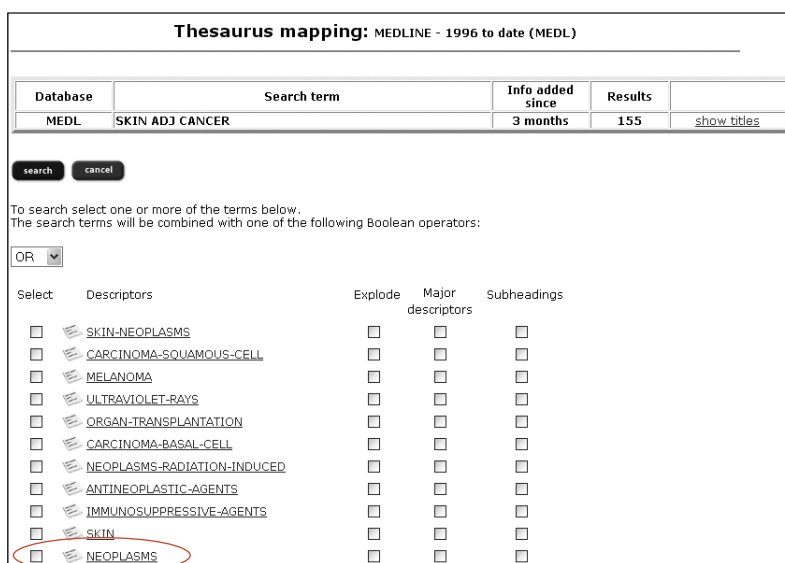 Thesaurus mapping: MEDLINE - 1996 to date (MEDL)
Database Search term Info added since Results
MEDL SKIN ADJ CANCER 3 months 155 show titles
search cancel
To search select one or more of the terms below.
The search terms will be combined with one of the following Boolean operators:
OR
Select Descriptors Explode Major descriptors Subheadings
SKIN-NEOPLASMS
CARCINOMA-SQUAMOUS-CELL
MELANOMA
ULTRAVIOLET-RAYS
ORGAN-TRANSPLANTATION
CARCINOMA-BASAL-CELL
NEOPLASMS-RADIATION-INDUCED
ANTINEOPLASTIC-AGENTS
IMMUNOSUPPRESSIVE-AGENTS
SKIN
NEOPLASMS